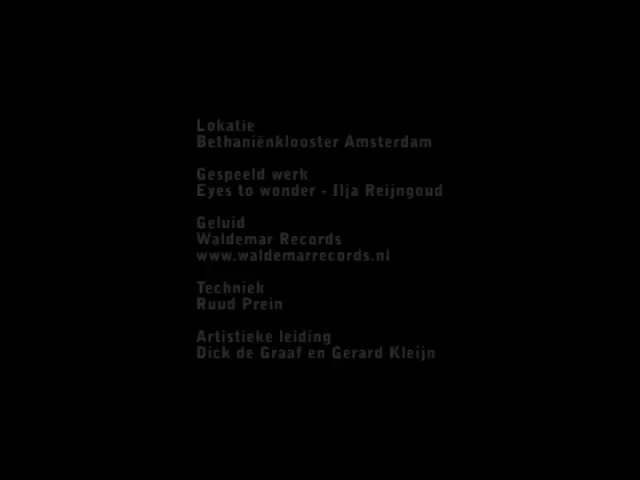 Lokatie
Bethaniënklooster Amsterdam
Gespeeld werk
Eyes to wonder - Ilja Reijngoud
Geluid
Waldemar Records
www.waldemarrecords.nl
Techniek
Ruud Prein
Artistieke leiding
Dick de Graaf en Gerard Kleijn